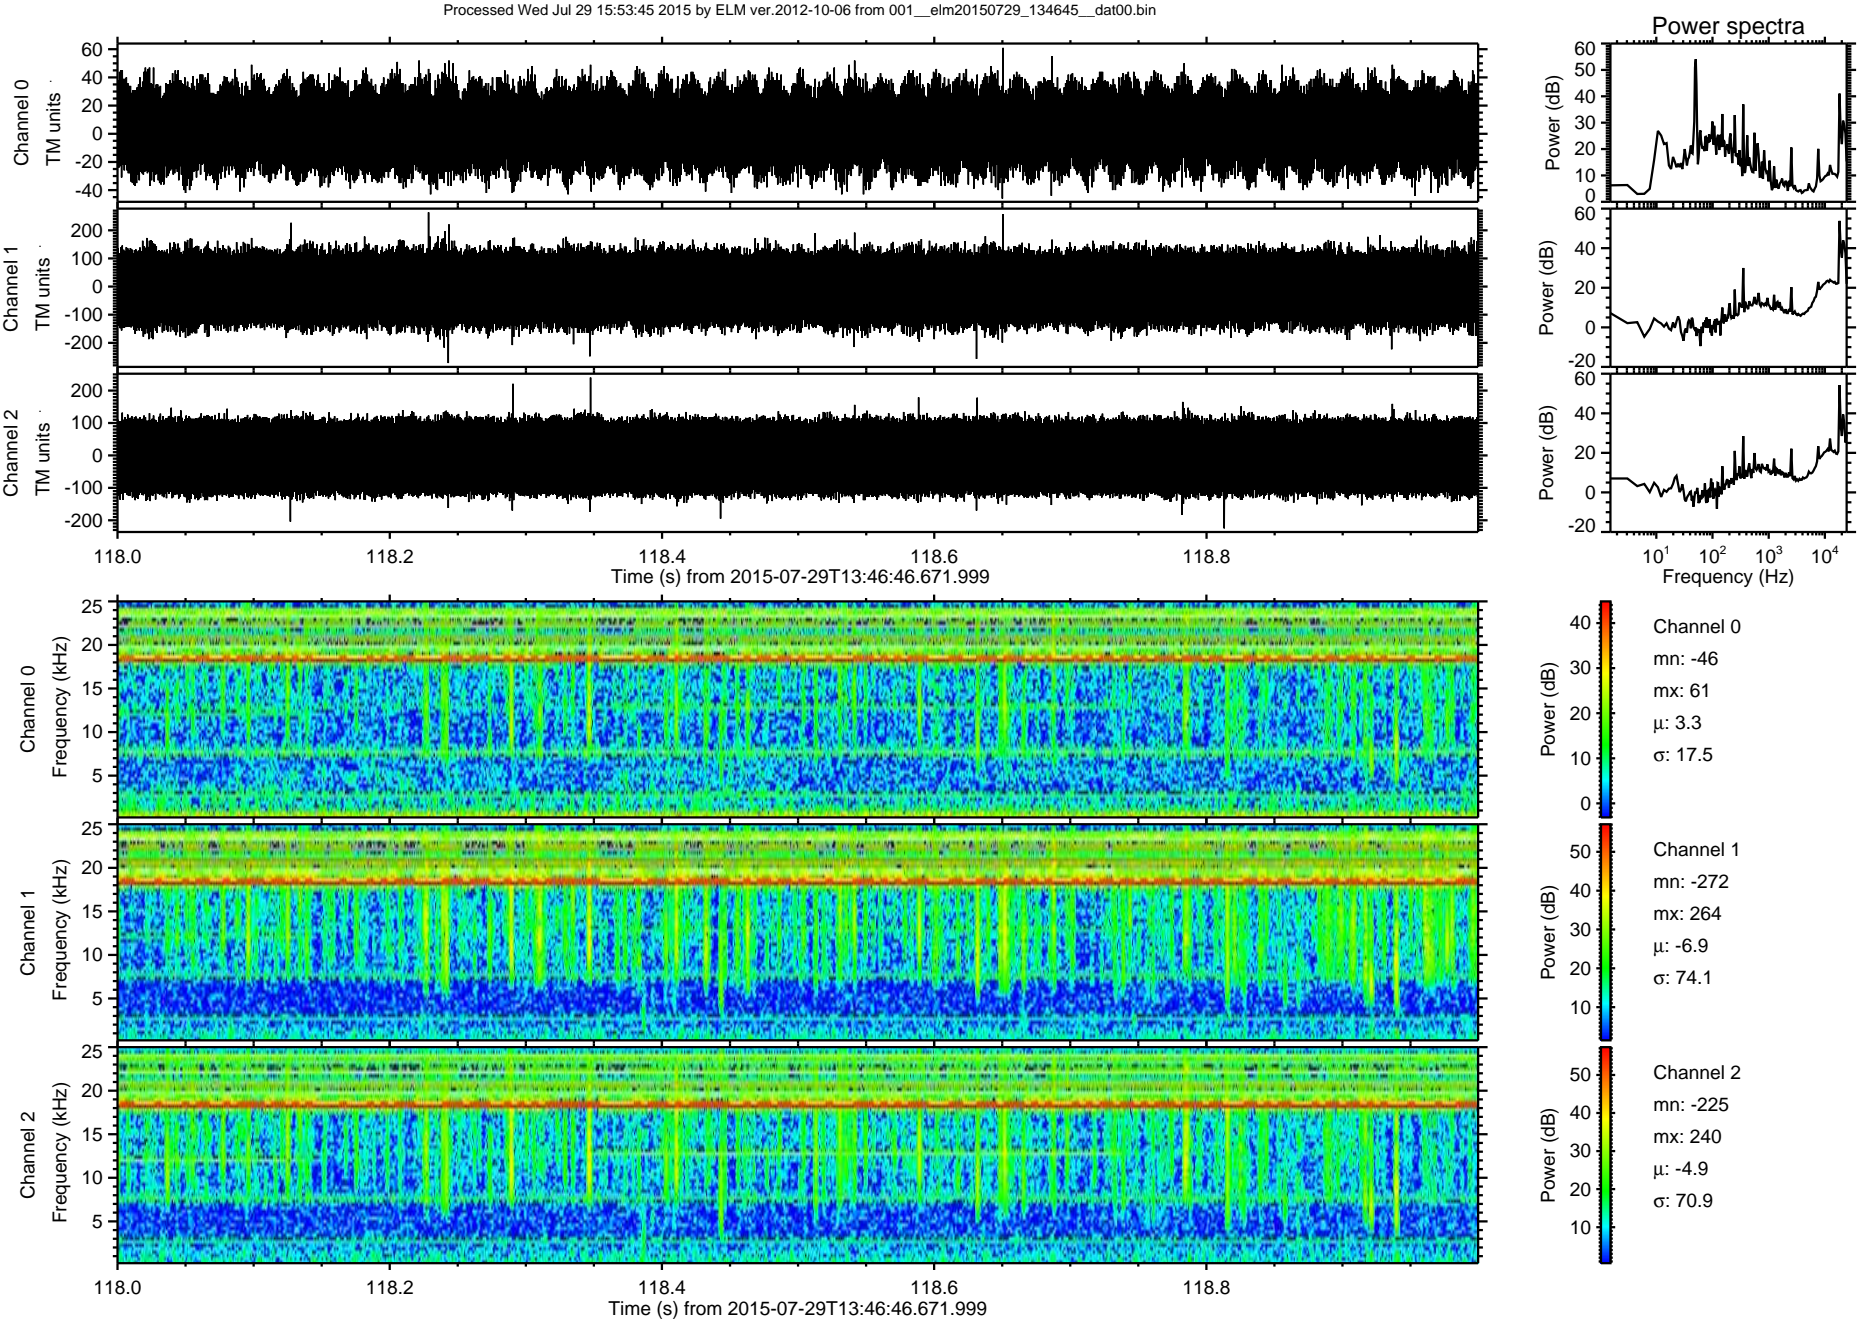 Processed Wed Jul 29 15:53:45 2015 by ELM ver.2012-10-06 from 001__elm20150729_134645__dat00.bin
Power spectra
Channel 0
TM units
60
40
20
0
-20
-40
Power (dB)
60
50
40
30
20
10
0
Channel 1
TM units
200
100
0
-100
-200
Power (dB)
60
40
20
0
-20
Channel 2
TM units
200
100
0
-100
-200
Power (dB)
60
40
20
0
-20
118.0 118.2 118.4 118.6 118.8
Time (s) from 2015-07-29T13:46:46.671.999
10^1 10^2 10^3 10^4
Frequency (Hz)
Channel 0
Frequency (kHz)
25
20
15
10
5
Power (dB)
40
30
20
10
0
Channel 0
mn: -46
mx: 61
μ: 3.3
σ: 17.5
Channel 1
Frequency (kHz)
25
20
15
10
5
Power (dB)
50
40
30
20
10
Channel 1
mn: -272
mx: 264
μ: -6.9
σ: 74.1
Channel 2
Frequency (kHz)
25
20
15
10
5
Power (dB)
50
40
30
20
10
Channel 2
mn: -225
mx: 240
μ: -4.9
σ: 70.9
118.0 118.2 118.4 118.6 118.8
Time (s) from 2015-07-29T13:46:46.671.999